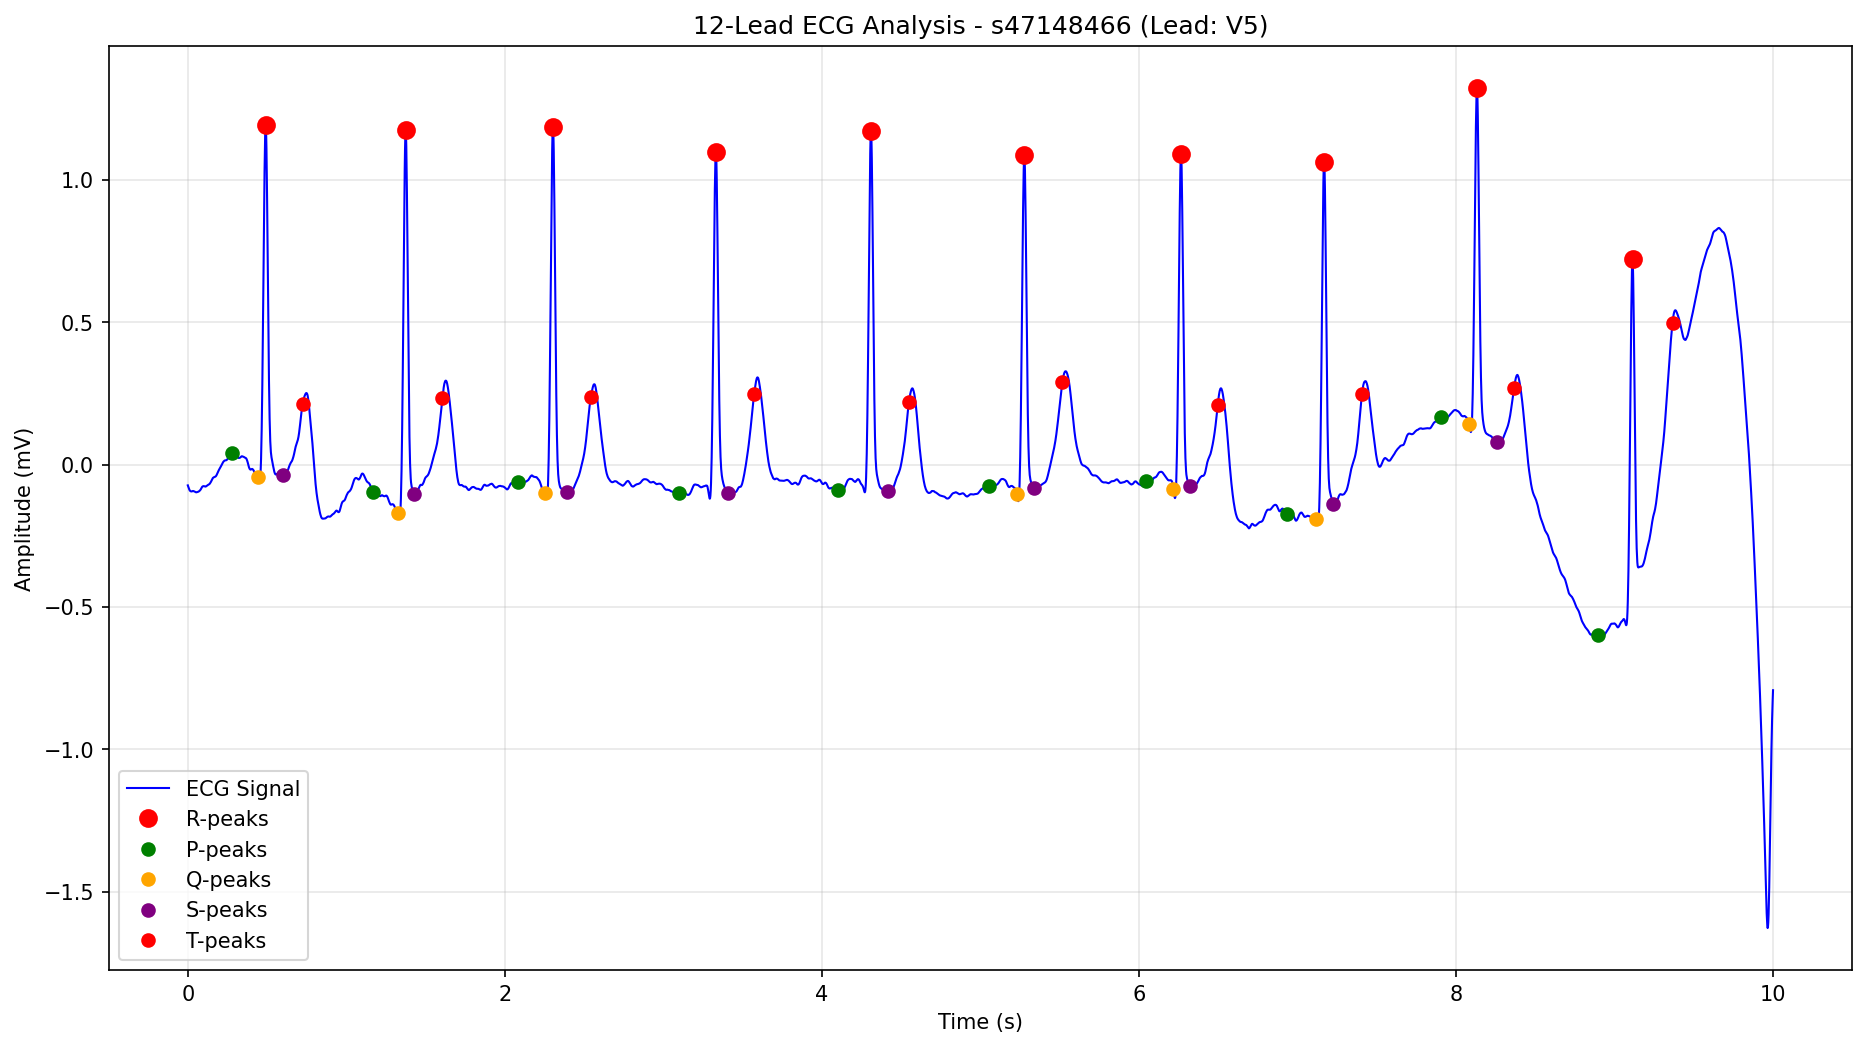 12-Lead ECG Analysis - s47148466 (Lead: V5)
Amplitude (mV)
1.0
0.5
0.0
−0.5
−1.0
−1.5
ECG Signal
R-peaks
P-peaks
Q-peaks
S-peaks
T-peaks
0 2 4 6 8 10
Time (s)